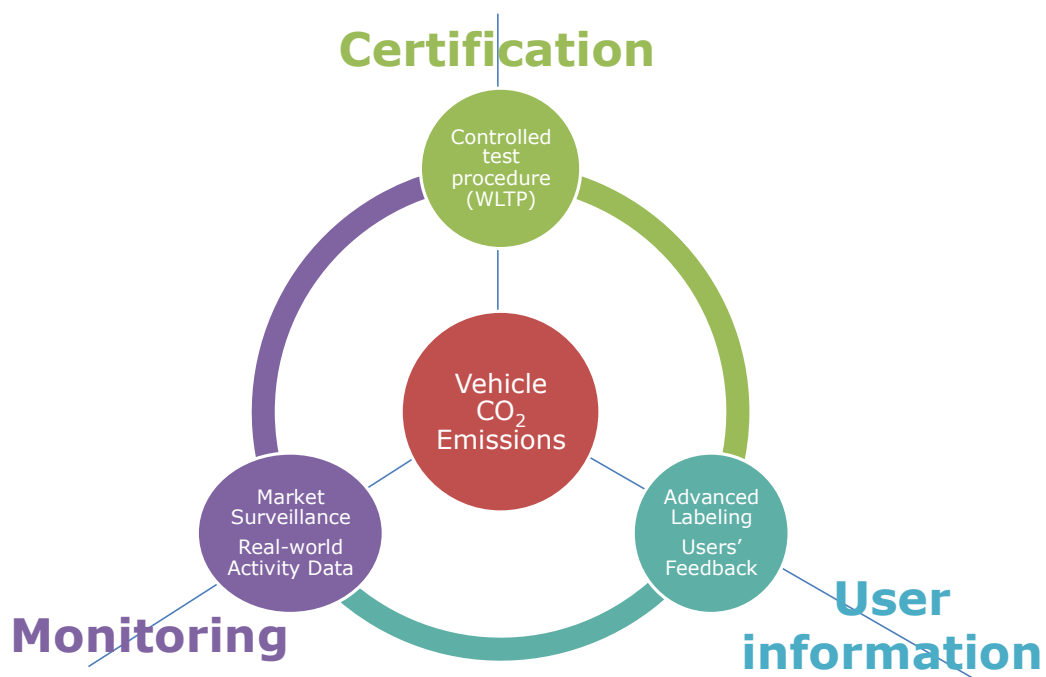 Certification
Controlled
test
procedure
(WLTP)
Vehicle
CO₂
Emissions
Market
Surveillance
Real-world
Activity Data
Advanced
Labeling
Users’
Feedback
Monitoring
User
information